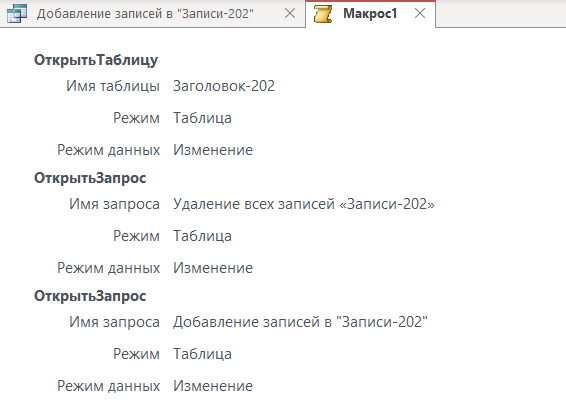 Добавление записей в "Записи-202"
Макрос1
ОткрытьТаблицу
Имя таблицы Заголовок-202
Режим Таблица
Режим данных Изменение
ОткрытьЗапрос
Имя запроса Удаление всех записей «Записи-202»
Режим Таблица
Режим данных Изменение
ОткрытьЗапрос
Имя запроса Добавление записей в "Записи-202"
Режим Таблица
Режим данных Изменение